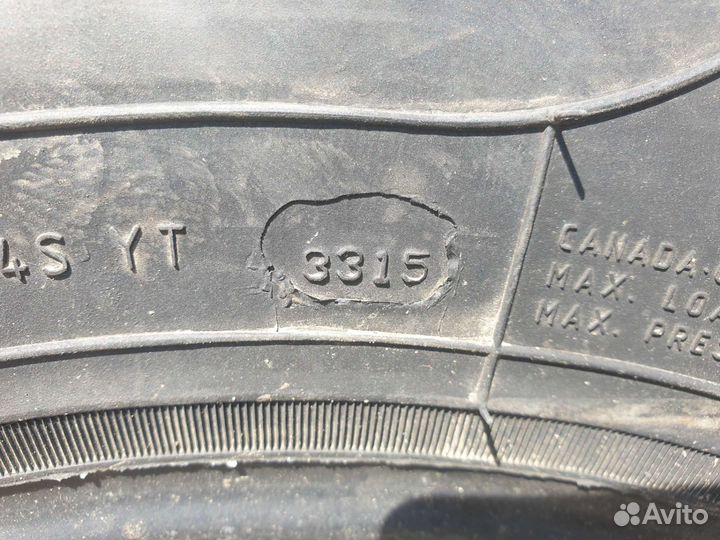 4S YT 3315
CANADA
MAX. LOA
MAX. PRES
Avito